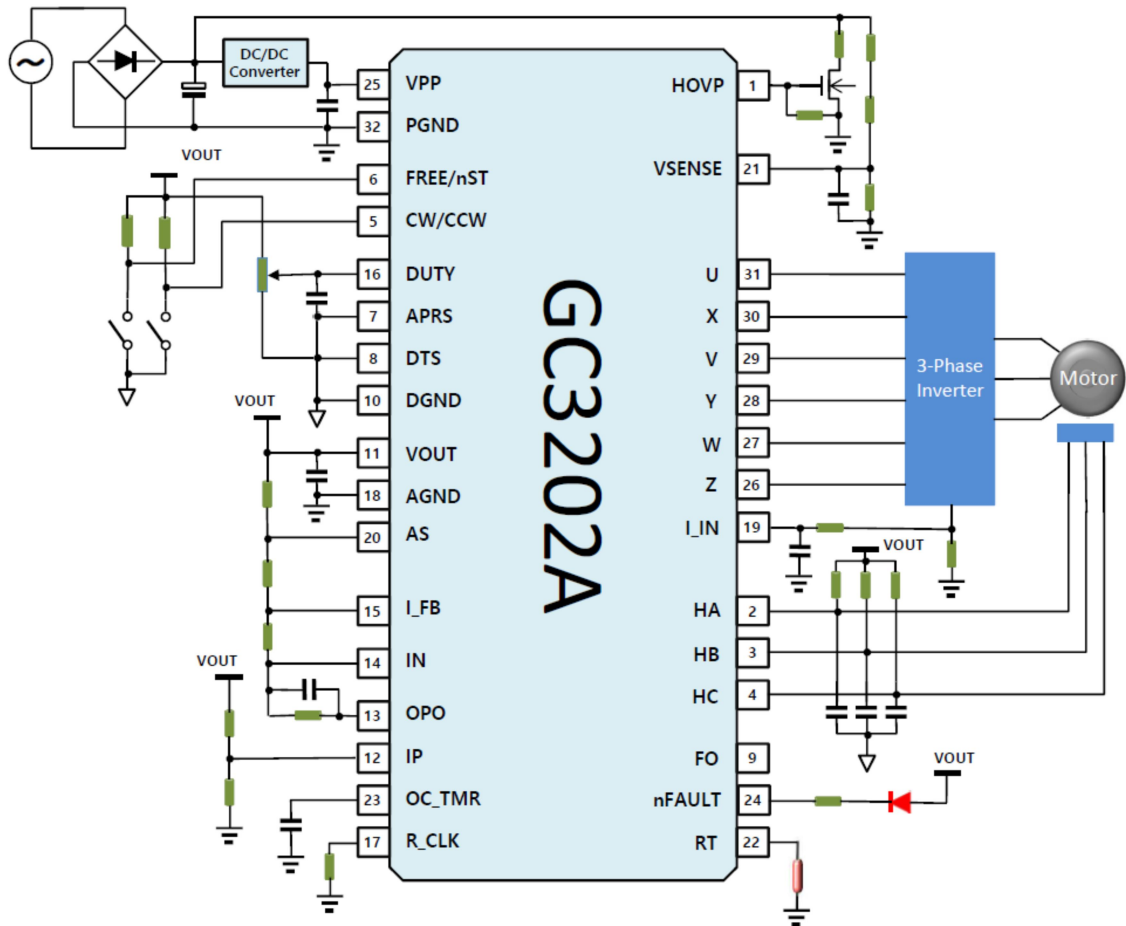 DC/DC
Converter
25 VPP
32 PGND
VOUT
6 FREE/nST
5 CW/CCW
16 DUTY
7 APRS
8 DTS
10 DGND
VOUT
11 VOUT
18 AGND
20 AS
15 I_FB
14 IN
VOUT
13 OPO
12 IP
23 OC_TMR
17 R_CLK
GC3202A
HOVP 1
VSENSE 21
U 31
X 30
V 29
Y 28
W 27
Z 26
I_IN 19
3-Phase
Inverter
Motor
VOUT
HA 2
HB 3
HC 4
FO 9
VOUT
nFAULT 24
RT 22